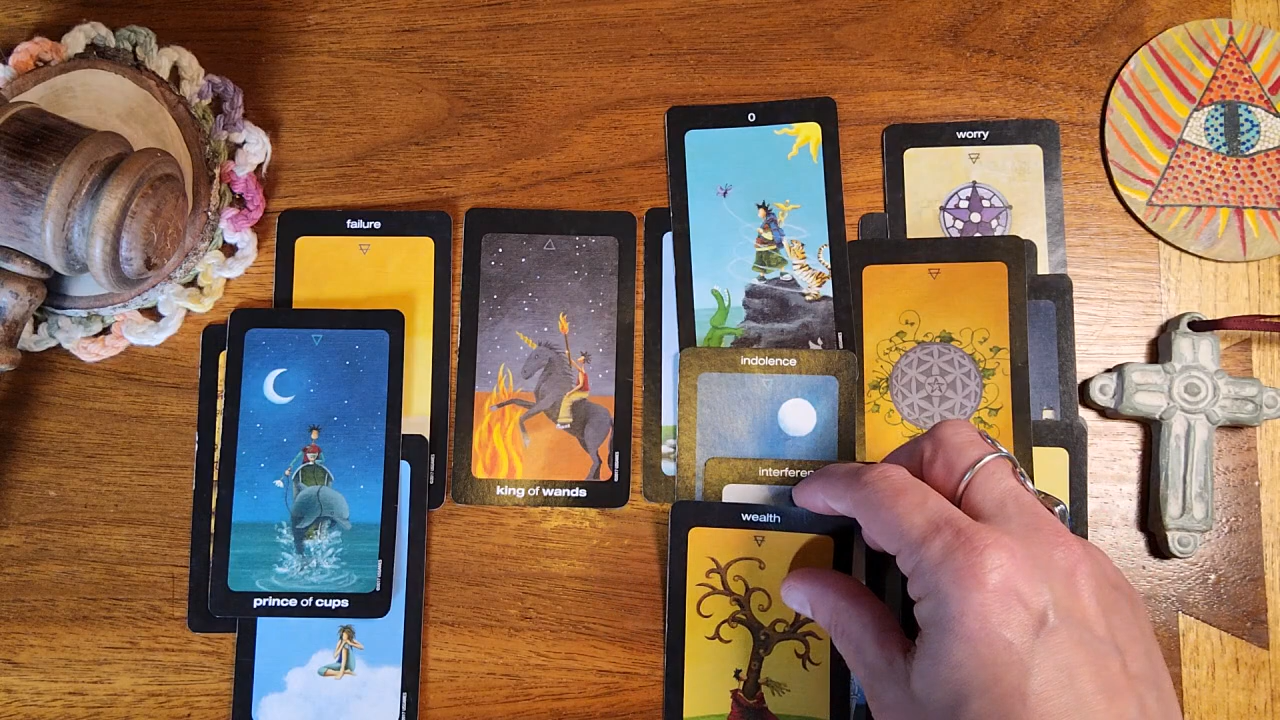 failure
prince of cups
king of wands
0
indolence
wealth
worry